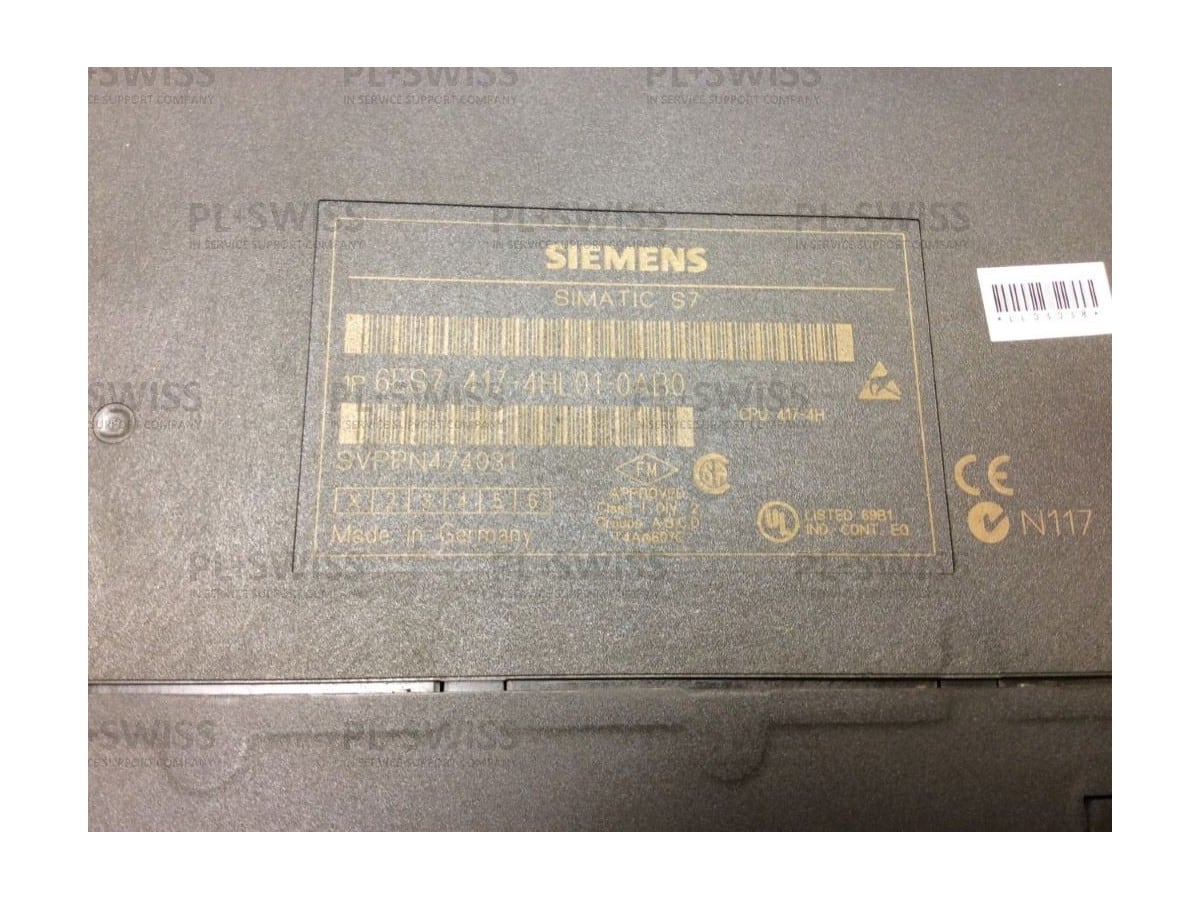 SIEMENS
SIMATIC S7
1P 6ES7 417-4HL01-0AB0
CPU 417-4H
SVPPN474031
FM
APPROVED
Class I DIV. 2
Groups A,B,C,D
X 2 3 4 5 6
Made in Germany
UL
LISTED 69B1
IND. CONT. EQ.
CE
N117
PL+SWISS
IN SERVICE SUPPORT COMPANY